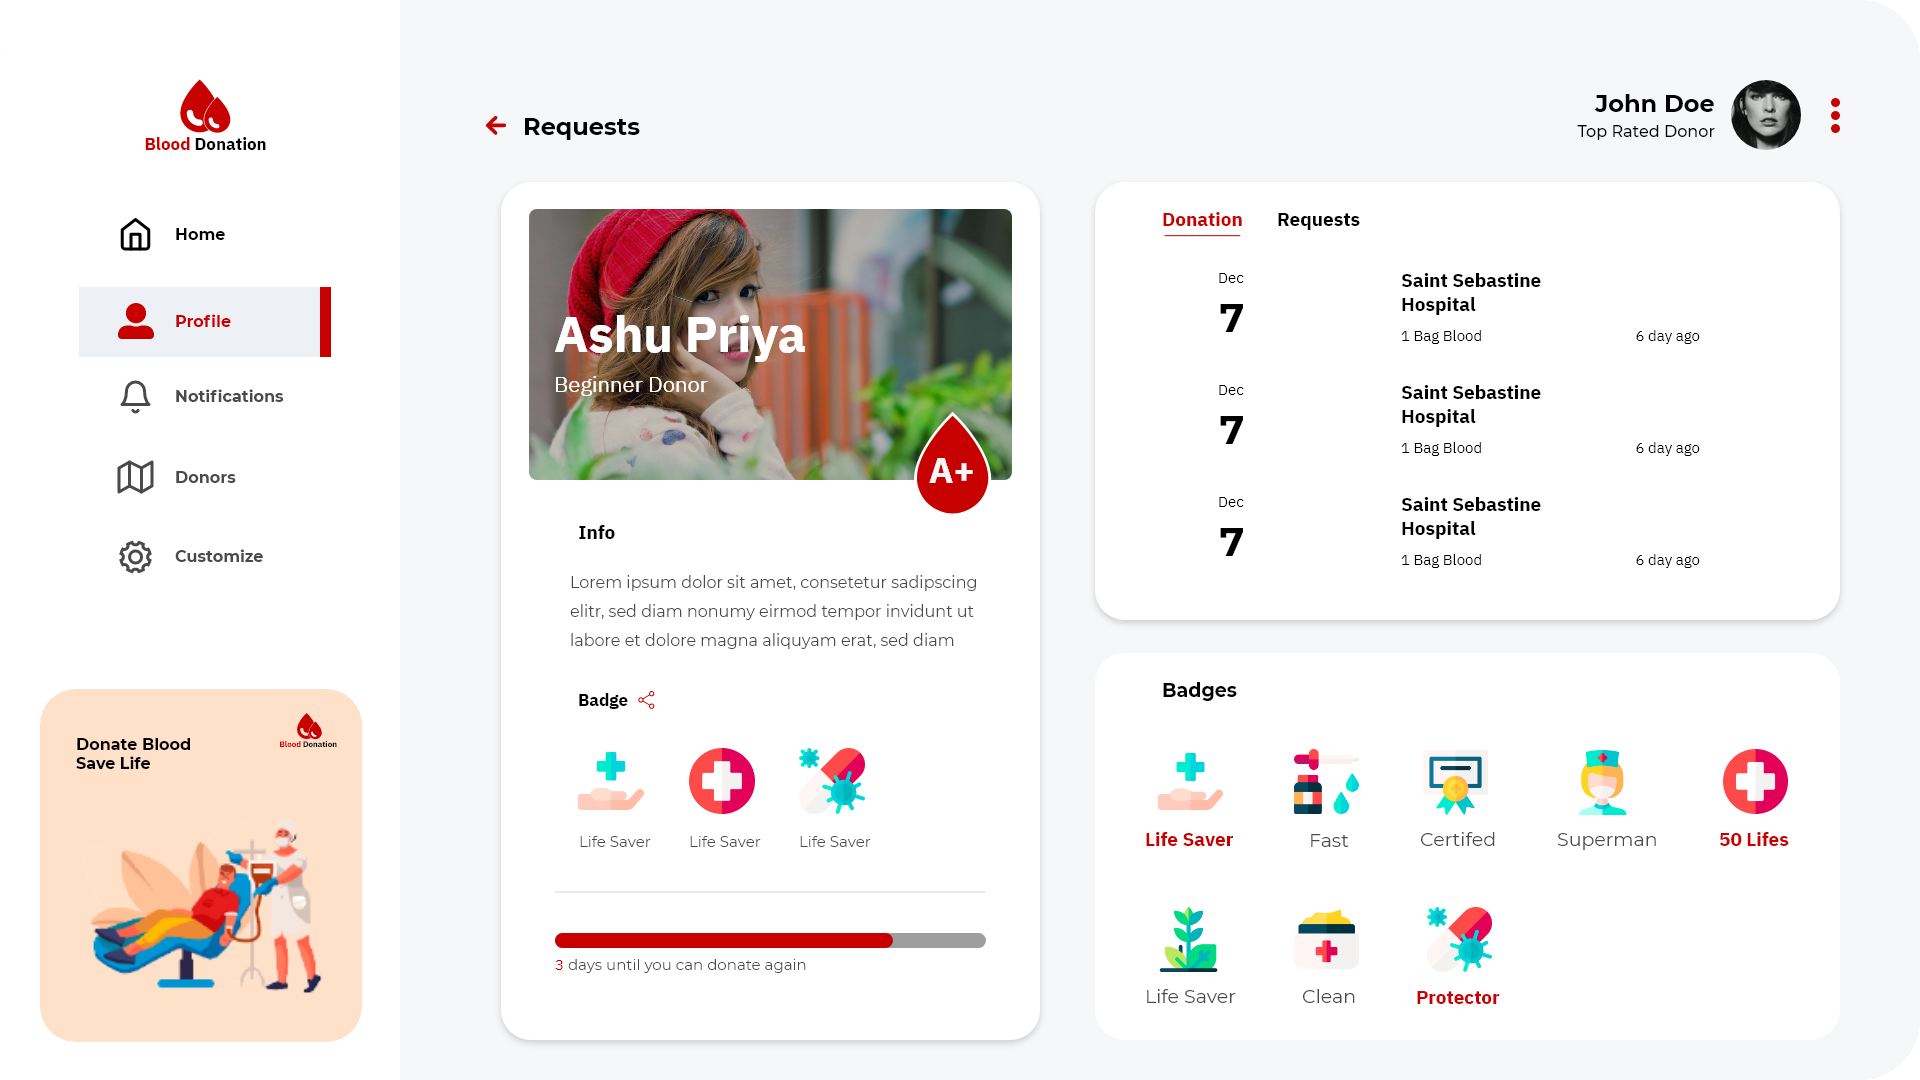 Blood Donation
Home
Profile
Notifications
Donors
Customize
Donate Blood
Save Life
Blood Donation
Requests
John Doe
Top Rated Donor
Ashu Priya
Beginner Donor
A+
Info
Lorem ipsum dolor sit amet, consetetur sadipscing
elitr, sed diam nonumy eirmod tempor invidunt ut
labore et dolore magna aliquyam erat, sed diam
Badge
Life Saver
Life Saver
Life Saver
3 days until you can donate again
Donation
Requests
Dec
7
Saint Sebastine
Hospital
1 Bag Blood
6 day ago
Dec
7
Saint Sebastine
Hospital
1 Bag Blood
6 day ago
Dec
7
Saint Sebastine
Hospital
1 Bag Blood
6 day ago
Badges
Life Saver
Fast
Certifed
Superman
50 Lifes
Life Saver
Clean
Protector